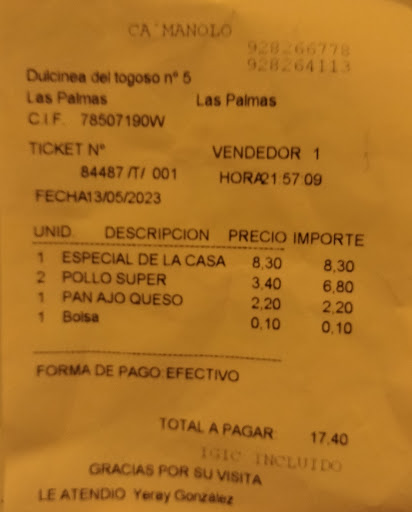 CA'MANOLO
928266778
928264113
Dulcinea del togoso nº 5
Las Palmas Las Palmas
C.I.F. 78507190W
TICKET Nº VENDEDOR 1
84487 /T/ 001 HORA21:57:09
FECHA13/05/2023
UNID. DESCRIPCION PRECIO IMPORTE
1 ESPECIAL DE LA CASA 8,30 8,30
2 POLLO SUPER 3,40 6,80
1 PAN AJO QUESO 2,20 2,20
1 Bolsa 0,10 0,10
FORMA DE PAGO:EFECTIVO
TOTAL A PAGAR: 17,40
IGIC INCLUIDO
GRACIAS POR SU VISITA
LE ATENDIO Yeray González